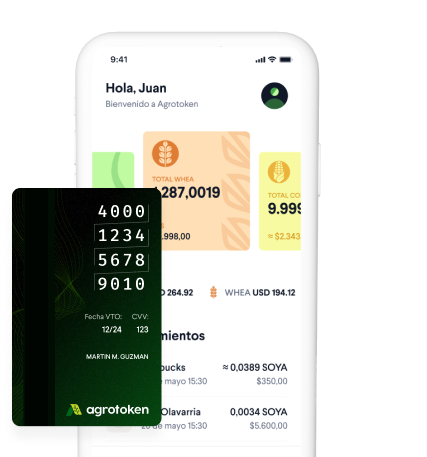 9:41
Hola, Juan
Bienvenido a Agrotoken
TOTAL WHEA
287,0019
.998,00
TOTAL CO
9.999
≈ $2.343
264.92
WHEA USD 194.12
mientos
bucks
≈ 0,0389 SOYA
de mayo 15:30
$350,00
Olavarria
0,0034 SOYA
de mayo 15:30
$5.600.00
4000
1234
5678
9010
Fecha VTO: CVV:
12/24 123
MARTIN M. GUZMAN
agrotoken